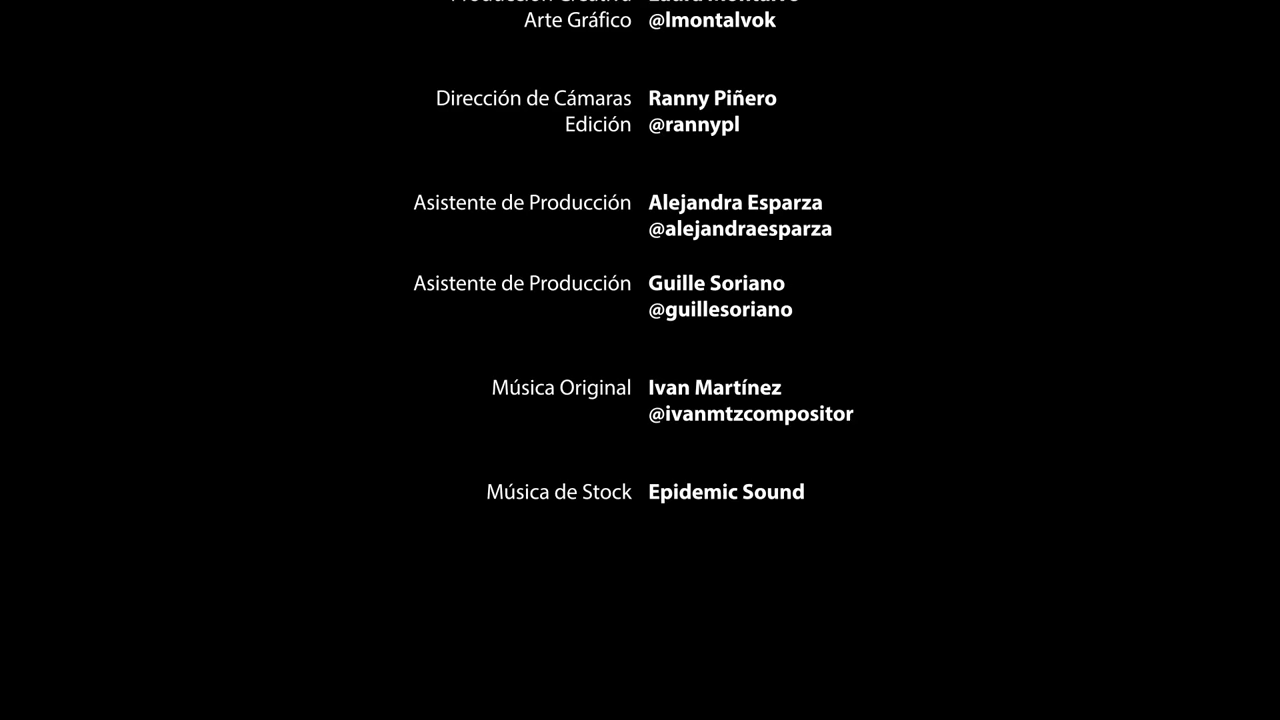 Arte Gráfico @lmontalvok
Dirección de Cámaras Ranny Piñero
Edición @rannypl
Asistente de Producción Alejandra Esparza
@alejandraesparza
Asistente de Producción Guille Soriano
@guillesoriano
Música Original Ivan Martínez
@ivanmtzcompositor
Música de Stock Epidemic Sound